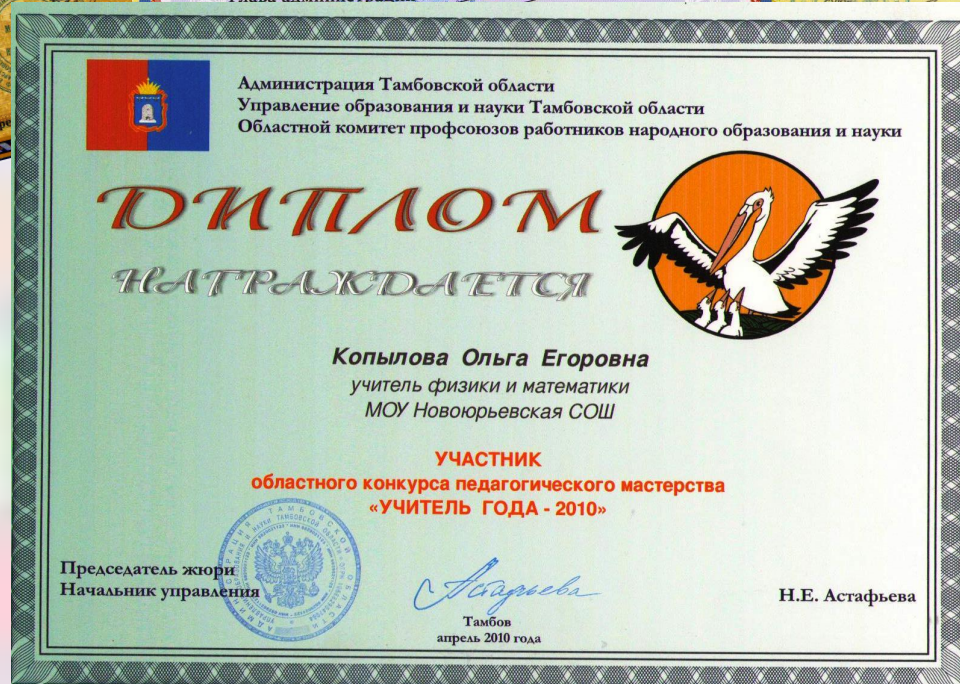 Администрация Тамбовской области
Управление образования и науки Тамбовской области
Областной комитет профсоюзов работников народного образования и науки
ДИПЛОМ
НАГРАЖДАЕТСЯ
Копылова Ольга Егоровна
учитель физики и математики
МОУ Новоюрьевская СОШ
УЧАСТНИК
областного конкурса педагогического мастерства
«УЧИТЕЛЬ ГОДА - 2010»
Председатель жюри
Начальник управления
Астафьева
Н.Е. Астафьева
Тамбов
апрель 2010 года